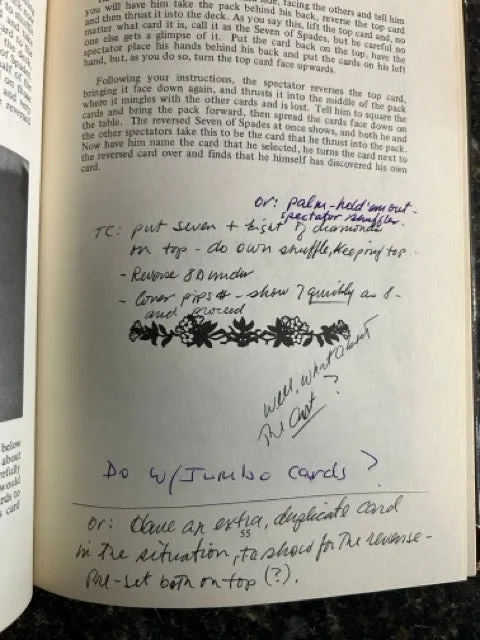 side, facing the others and tell him
you will have him take the pack behind his back, reverse the top card
and then thrust it into the deck. As you say this, lift the top card and, no
matter what card it is, call it as the Seven of Spades, but be careful no
one else gets a glimpse of it. Put the card back on the top, have the
spectator place his hands behind his back and put the cards on his left
hand, but, as you do so, turn the top card face upwards.
Following your instructions, the spectator reverses the top card,
bringing it face down again, and thrusts it into the middle of the pack
where it mingles with the other cards and is lost. Tell him to square the
cards and bring the pack forward, then spread the cards face down on
the table. The reversed Seven of Spades at once shows, and both he and
the other spectators take this to be the card that he thrust into the pack.
Now have him name the card that he selected, he turns the card next to
the reversed card over and finds that he himself has discovered his own
card.
or: palm-hold'em out-
spectator shuffles.
TC: put seven + eight of diamonds
on top - do own shuffle, keeping top.
- Reverse 8D under
- Cover pips - show 7 quickly as 8-
and proceed
Well, what about
The Cut?
Do w/Jumbo cards?
or: Have an extra, duplicate card
55
in the situation, to show for the reverse-
Pre-set both on top (?).
below
about
refully
would
rds to
s card